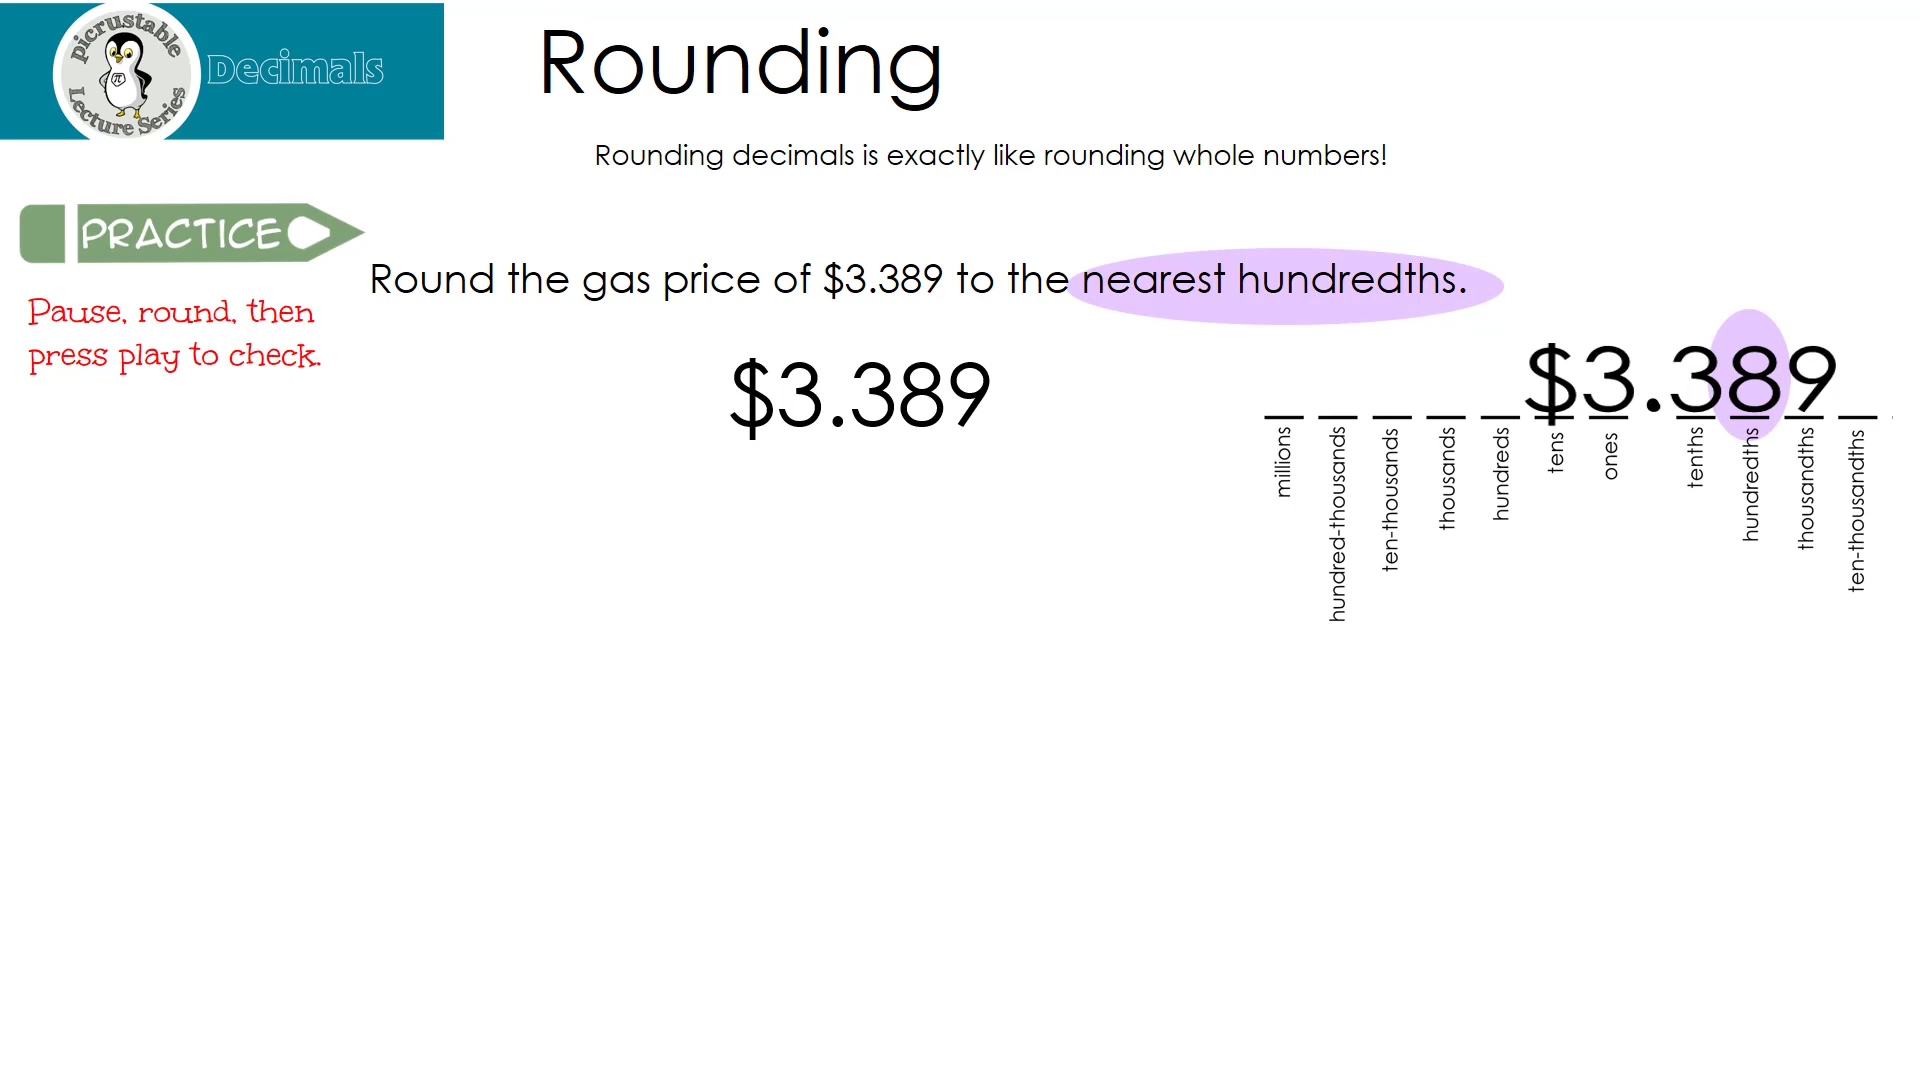 picrustable
Lecture Series
π
Decimals
Rounding
Rounding decimals is exactly like rounding whole numbers!
PRACTICE
Round the gas price of $3.389 to the nearest hundredths.
Pause, round, then
press play to check.
$3.389
$3.389
millions
hundred-thousands
ten-thousands
thousands
hundreds
tens
ones
tenths
hundredths
thousandths
ten-thousandths